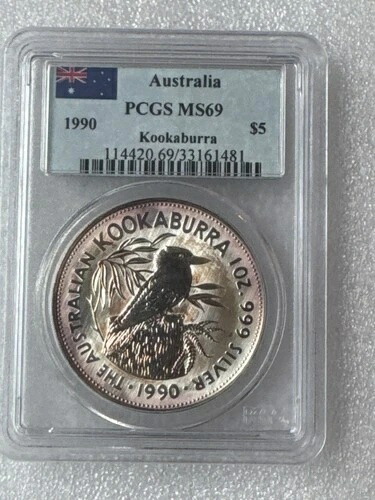 Australia
PCGS MS69
1990
$5
Kookaburra
114420.69/33161481
THE AUSTRALIAN KOOKABURRA 1 OZ. 999 SILVER · 1990 ·